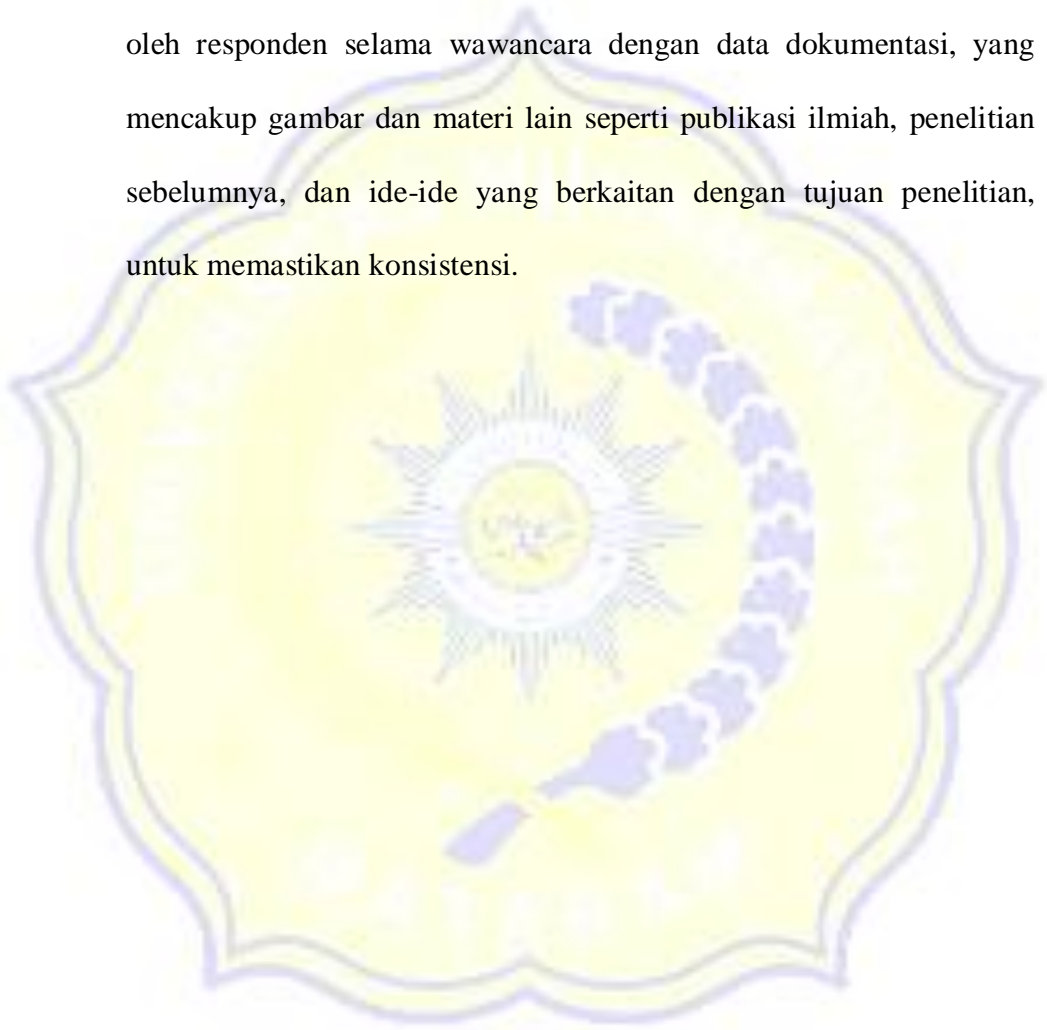 oleh responden selama wawancara dengan data dokumentasi, yang
mencakup gambar dan materi lain seperti publikasi ilmiah, penelitian
sebelumnya, dan ide-ide yang berkaitan dengan tujuan penelitian,
untuk memastikan konsistensi.